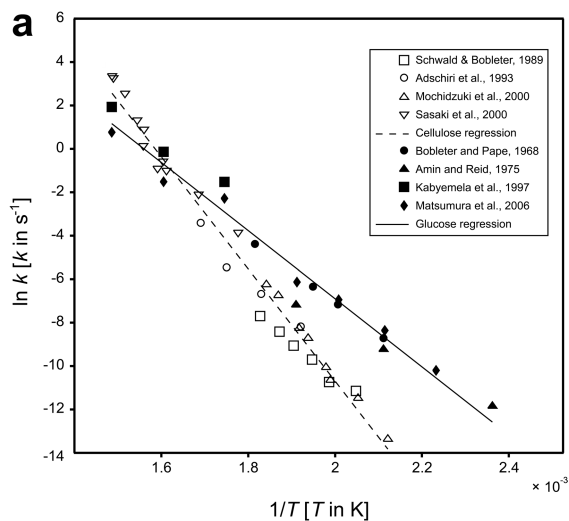 a
6
4
2
0
-2
-4
-6
-8
-10
-12
-14
ln k [k in s⁻¹]
Schwald & Bobleter, 1989
Adschiri et al., 1993
Mochidzuki et al., 2000
Sasaki et al., 2000
Cellulose regression
Bobleter and Pape, 1968
Amin and Reid, 1975
Kabyemela et al., 1997
Matsumura et al., 2006
Glucose regression
1.6 1.8 2.0 2.2 2.4
× 10⁻³
1/T [T in K]